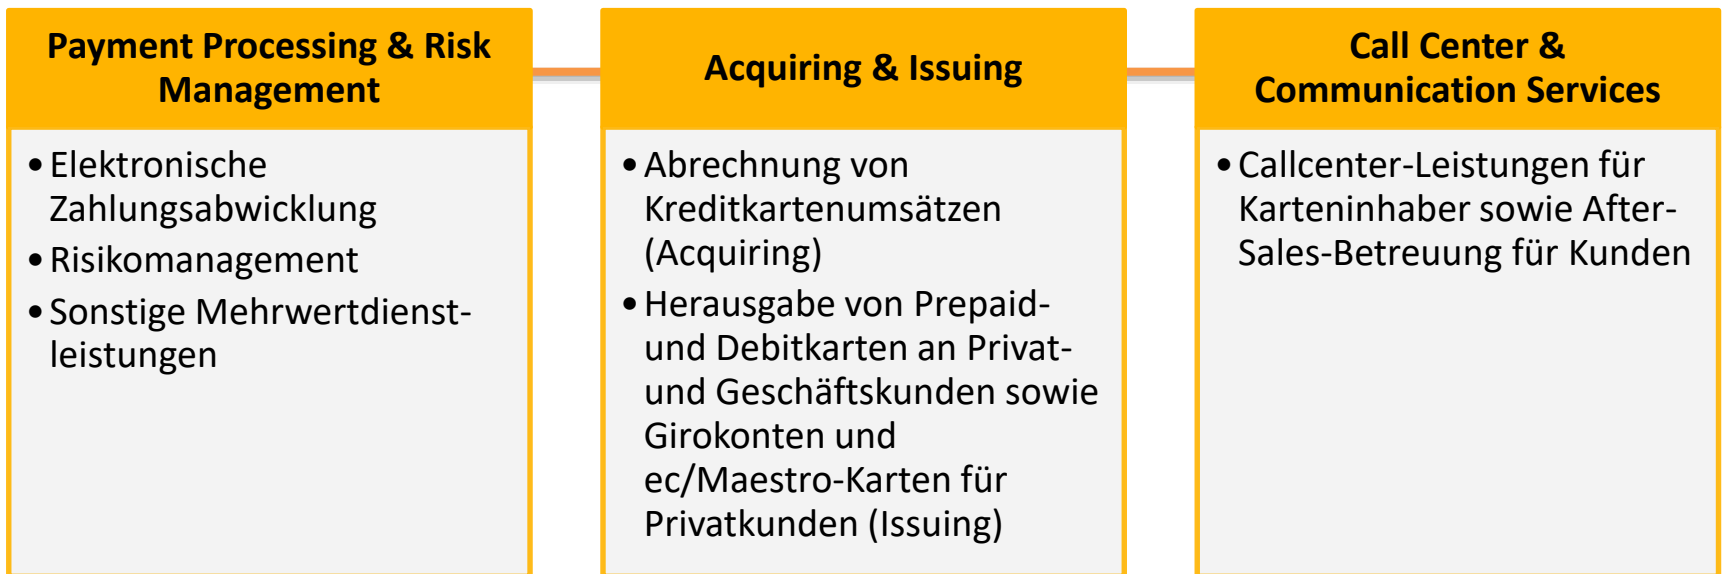 Payment Processing & Risk
Management
• Elektronische
Zahlungsabwicklung
• Risikomanagement
• Sonstige Mehrwertdienst-
leistungen
Acquiring & Issuing
• Abrechnung von
Kreditkartenumsätzen
(Acquiring)
• Herausgabe von Prepaid-
und Debitkarten an Privat-
und Geschäftskunden sowie
Girokonten und
ec/Maestro-Karten für
Privatkunden (Issuing)
Call Center &
Communication Services
• Callcenter-Leistungen für
Karteninhaber sowie After-
Sales-Betreuung für Kunden